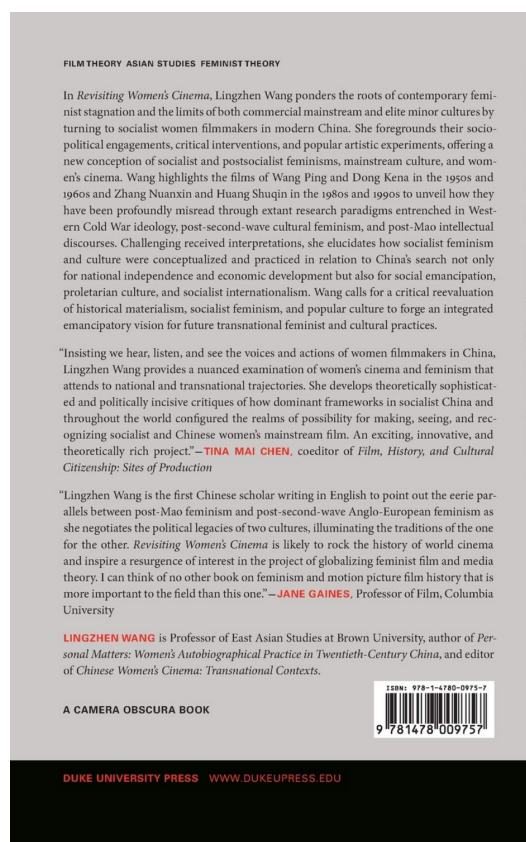 FILM THEORY ASIAN STUDIES FEMINIST THEORY
In Revisiting Women's Cinema, Lingzhen Wang ponders the roots of contemporary femi-
nist stagnation and the limits of both commercial mainstream and elite minor cultures by
turning to socialist women filmmakers in modern China. She foregrounds their socio-
political engagements, critical interventions, and popular artistic experiments, offering a
new conception of socialist and postsocialist feminisms, mainstream culture, and wom-
en's cinema. Wang highlights the films of Wang Ping and Dong Kena in the 1950s and
1960s and Zhang Nuanxin and Huang Shuqin in the 1980s and 1990s to unveil how they
have been profoundly misread through extant research paradigms entrenched in West-
ern Cold War ideology, post-second-wave cultural feminism, and post-Mao intellectual
discourses. Challenging received interpretations, she elucidates how socialist feminism
and culture were conceptualized and practiced in relation to China's search not only
for national independence and economic development but also for social emancipation,
proletarian culture, and socialist internationalism. Wang calls for a critical reevaluation
of historical materialism, socialist feminism, and popular culture to forge an integrated
emancipatory vision for future transnational feminist and cultural practices.
“Insisting we hear, listen, and see the voices and actions of women filmmakers in China,
Lingzhen Wang provides a nuanced examination of women's cinema and feminism that
attends to national and transnational trajectories. She develops theoretically sophisticat-
ed and politically incisive critiques of how dominant frameworks in socialist China and
throughout the world configured the realms of possibility for making, seeing, and rec-
ognizing socialist and Chinese women's mainstream film. An exciting, innovative, and
theoretically rich project.”—TINA MAI CHEN, coeditor of Film, History, and Cultural
Citizenship: Sites of Production
“Lingzhen Wang is the first Chinese scholar writing in English to point out the eerie par-
allels between post-Mao feminism and post-second-wave Anglo-European feminism as
she negotiates the political legacies of two cultures, illuminating the traditions of the one
for the other. Revisiting Women's Cinema is likely to rock the history of world cinema
and inspire a resurgence of interest in the project of globalizing feminist film and media
theory. I can think of no other book on feminism and motion picture film history that is
more important to the field than this one.”—JANE GAINES, Professor of Film, Columbia
University
LINGZHEN WANG is Professor of East Asian Studies at Brown University, author of Per-
sonal Matters: Women's Autobiographical Practice in Twentieth-Century China, and editor
of Chinese Women's Cinema: Transnational Contexts.
ISBN: 978-1-4780-0975-7
A CAMERA OBSCURA BOOK
9 781478 009757
DUKE UNIVERSITY PRESS WWW.DUKEUPRESS.EDU